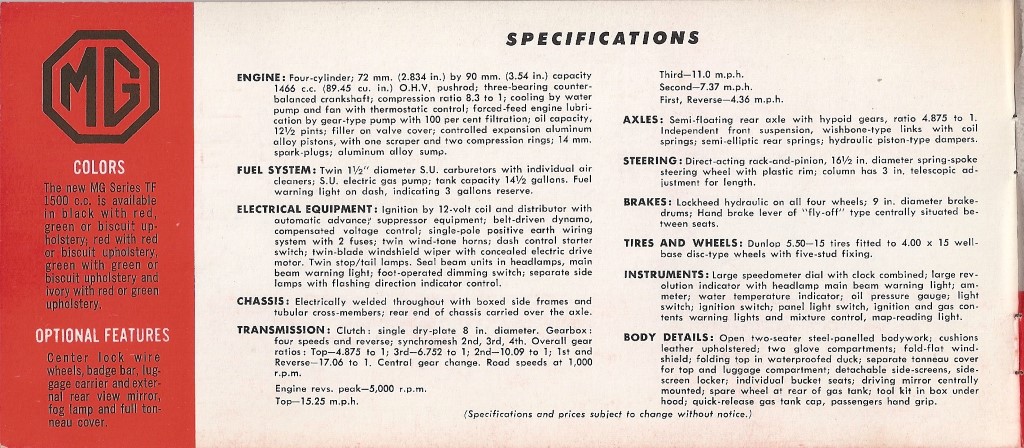 MG
COLORS
The new MG Series TF
1500 c.c. is available
in black with red,
green or biscuit up-
holstery; red with red
or biscuit upholstery,
green with green or
biscuit upholstery and
ivory with red or green
upholstery.
OPTIONAL FEATURES
Center lock wire
wheels, badge bar, lug-
gage carrier and exter-
nal rear view mirror,
fog lamp and full ton-
neau cover.
SPECIFICATIONS
ENGINE: Four-cylinder; 72 mm. (2.834 in.) by 90 mm. (3.54 in.) capacity
1466 c.c. (89.45 cu. in.) O.H.V. pushrod; three-bearing counter-
balanced crankshaft; compression ratio 8.3 to 1; cooling by water
pump and fan with thermostatic control; forced-feed engine lubri-
cation by gear-type pump with 100 per cent filtration; oil capacity,
12½ pints; filler on valve cover; controlled expansion aluminum
alloy pistons, with one scraper and two compression rings; 14 mm.
spark-plugs; aluminum alloy sump.
FUEL SYSTEM: Twin 1½" diameter S.U. carburetors with individual air
cleaners; S.U. electric gas pump; tank capacity 14½ gallons. Fuel
warning light on dash, indicating 3 gallons reserve.
ELECTRICAL EQUIPMENT: Ignition by 12-volt coil and distributor with
automatic advance; suppressor equipment; belt-driven dynamo,
compensated voltage control; single-pole positive earth wiring
system with 2 fuses; twin wind-tone horns; dash control starter
switch; twin-blade windshield wiper with concealed electric drive
motor. Twin stop/tail lamps. Seal beam units in headlamps, main
beam warning light; foot-operated dimming switch; separate side
lamps with flashing direction indicator control.
CHASSIS: Electrically welded throughout with boxed side frames and
tubular cross-members; rear end of chassis carried over the axle.
TRANSMISSION: Clutch: single dry-plate 8 in. diameter. Gearbox:
four speeds and reverse; synchromesh 2nd, 3rd, 4th. Overall gear
ratios: Top—4.875 to 1; 3rd—6.752 to 1; 2nd—10.09 to 1; 1st and
Reverse—17.06 to 1. Central gear change. Road speeds at 1,000
r.p.m.
Engine revs. peak—5,000 r.p.m.
Top—15.25 m.p.h.
Third—11.0 m.p.h.
Second—7.37 m.p.h.
First, Reverse—4.36 m.p.h.
AXLES: Semi-floating rear axle with hypoid gears, ratio 4.875 to 1.
Independent front suspension, wishbone-type links with coil
springs; semi-elliptic rear springs; hydraulic piston-type dampers.
STEERING: Direct-acting rack-and-pinion, 16½ in. diameter spring-spoke
steering wheel with plastic rim; column has 3 in. telescopic ad-
justment for length.
BRAKES: Lockheed hydraulic on all four wheels; 9 in. diameter brake-
drums; Hand brake lever of "fly-off" type centrally situated be-
tween seats.
TIRES AND WHEELS: Dunlop 5.50—15 tires fitted to 4.00 x 15 well-
base disc-type wheels with five-stud fixing.
INSTRUMENTS: Large speedometer dial with clock combined; large rev-
olution indicator with headlamp main beam warning light; am-
meter; water temperature indicator; oil pressure gauge; light
switch; ignition switch; panel light switch, ignition and gas con-
tents warning lights and mixture control, map-reading light.
BODY DETAILS: Open two-seater steel-panelled bodywork; cushions
leather upholstered; two glove compartments; fold-flat wind-
shield; folding top in waterproofed duck; separate tanneau cover
for top and luggage compartment; detachable side-screens, side-
screen locker; individual bucket seats; driving mirror centrally
mounted; spare wheel at rear of gas tank; tool kit in box under
hood; quick-release gas tank cap, passengers hand grip.
(Specifications and prices subject to change without notice.)